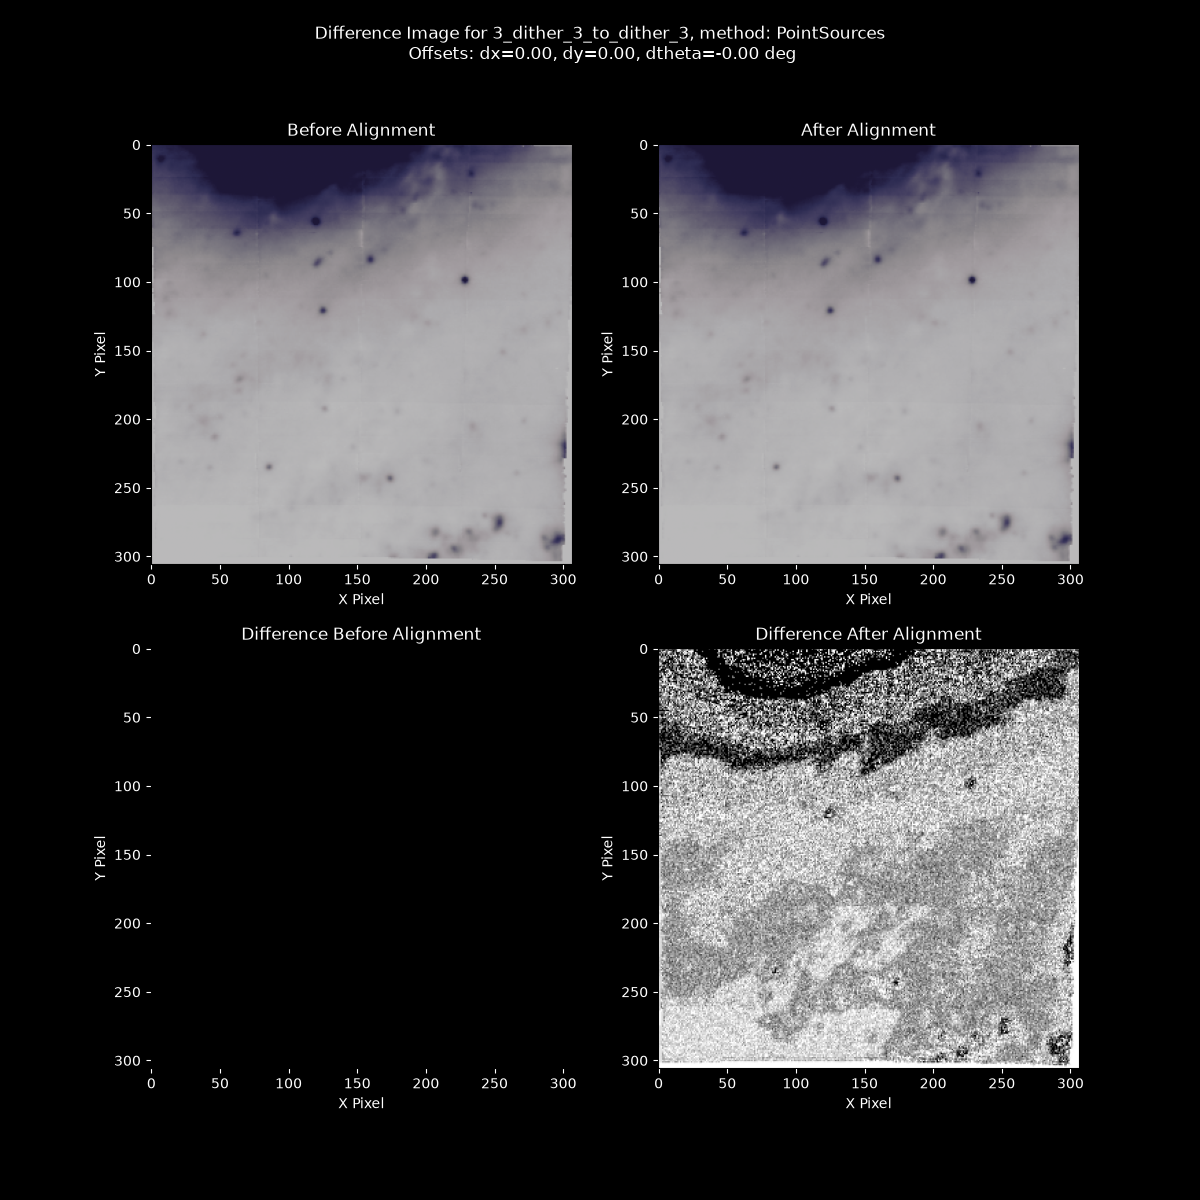 Difference Image for 3_dither_3_to_dither_3, method: PointSources
Offsets: dx=0.00, dy=0.00, dtheta=-0.00 deg
Before Alignment
0
50
100
150
200
250
300
Y Pixel
0 50 100 150 200 250 300
X Pixel
After Alignment
0
50
100
150
200
250
300
Y Pixel
0 50 100 150 200 250 300
X Pixel
Difference Before Alignment
0
50
100
150
200
250
300
Y Pixel
0 50 100 150 200 250 300
X Pixel
Difference After Alignment
0
50
100
150
200
250
300
Y Pixel
0 50 100 150 200 250 300
X Pixel